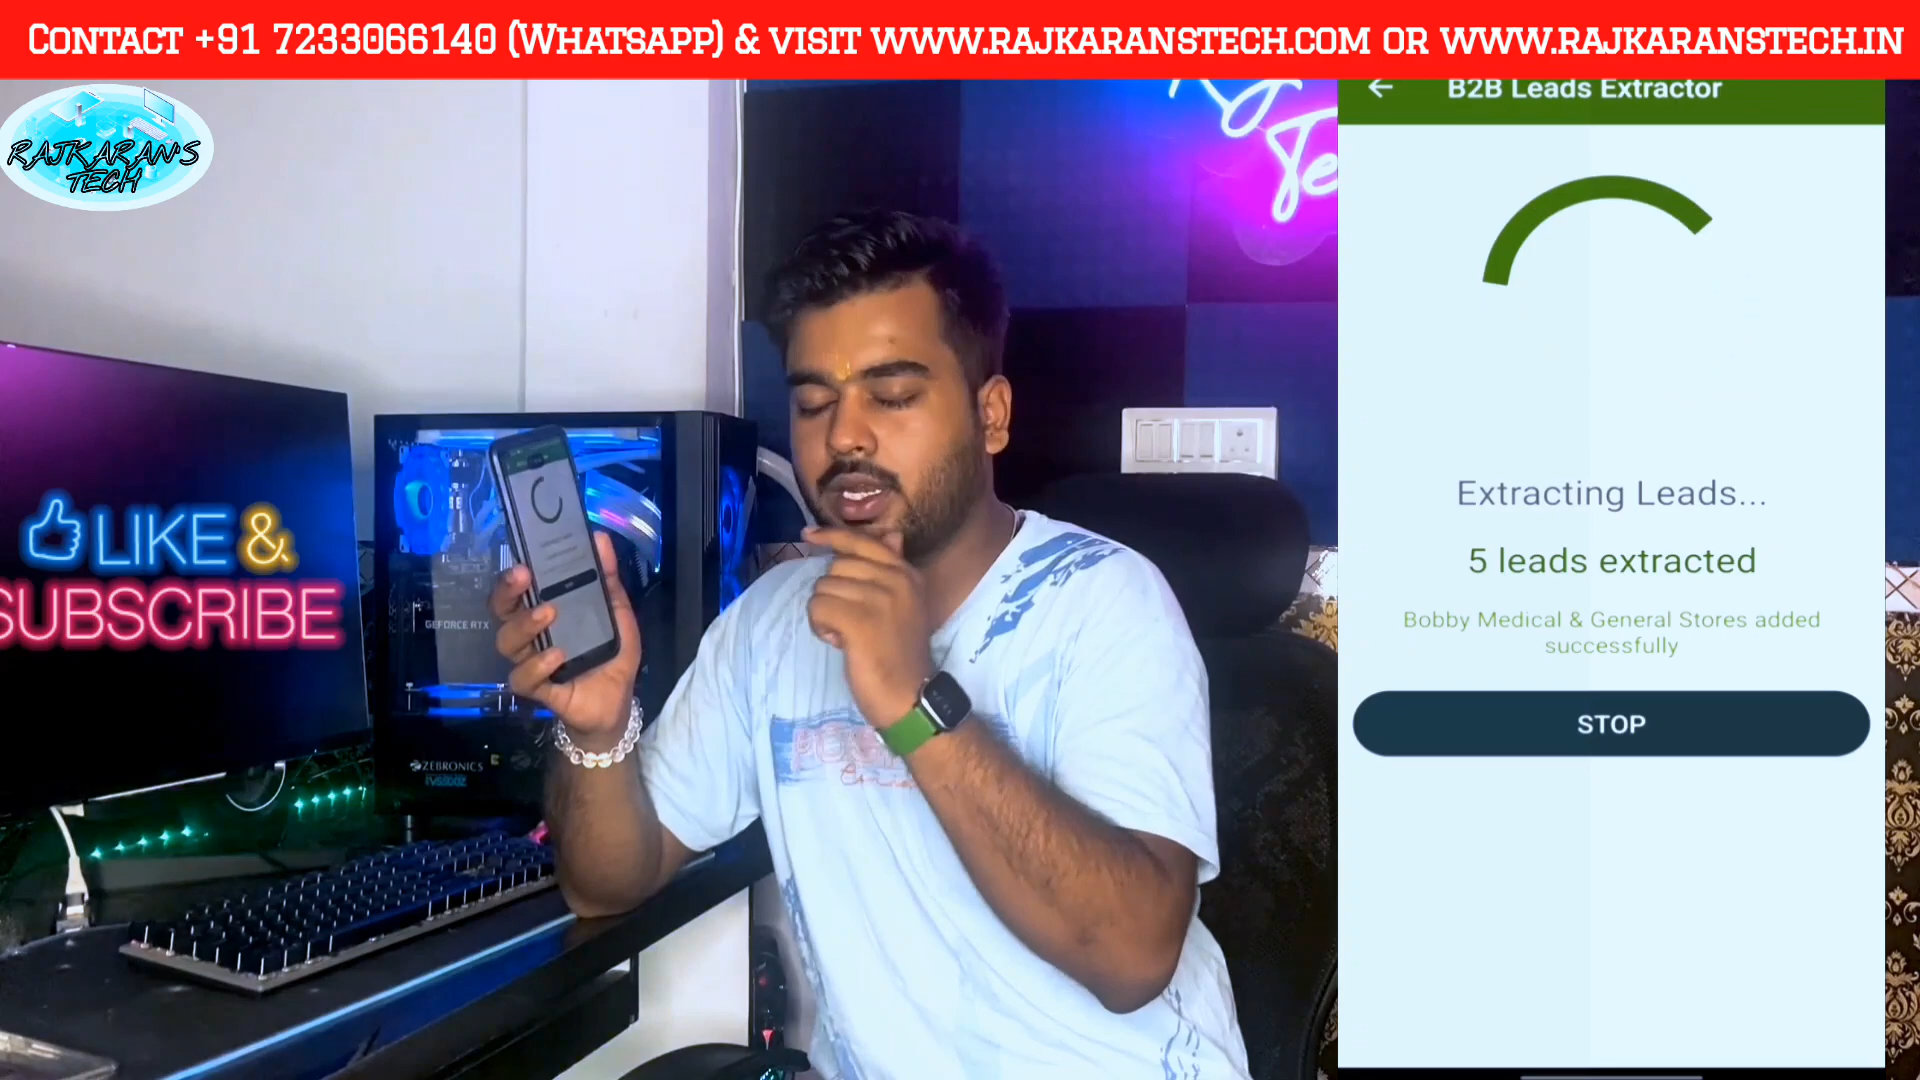 CONTACT +91 7233066140 (WHATSAPP) & VISIT WWW.RAJKARANSTECH.COM OR WWW.RAJKARANSTECH.IN
RAJKARAN'S
TECH
B2B Leads Extractor
Extracting Leads...
5 leads extracted
Bobby Medical & General Stores added
successfully
STOP
LIKE &
SUBSCRIBE
GEFORCE RTX
ZEBRONICS